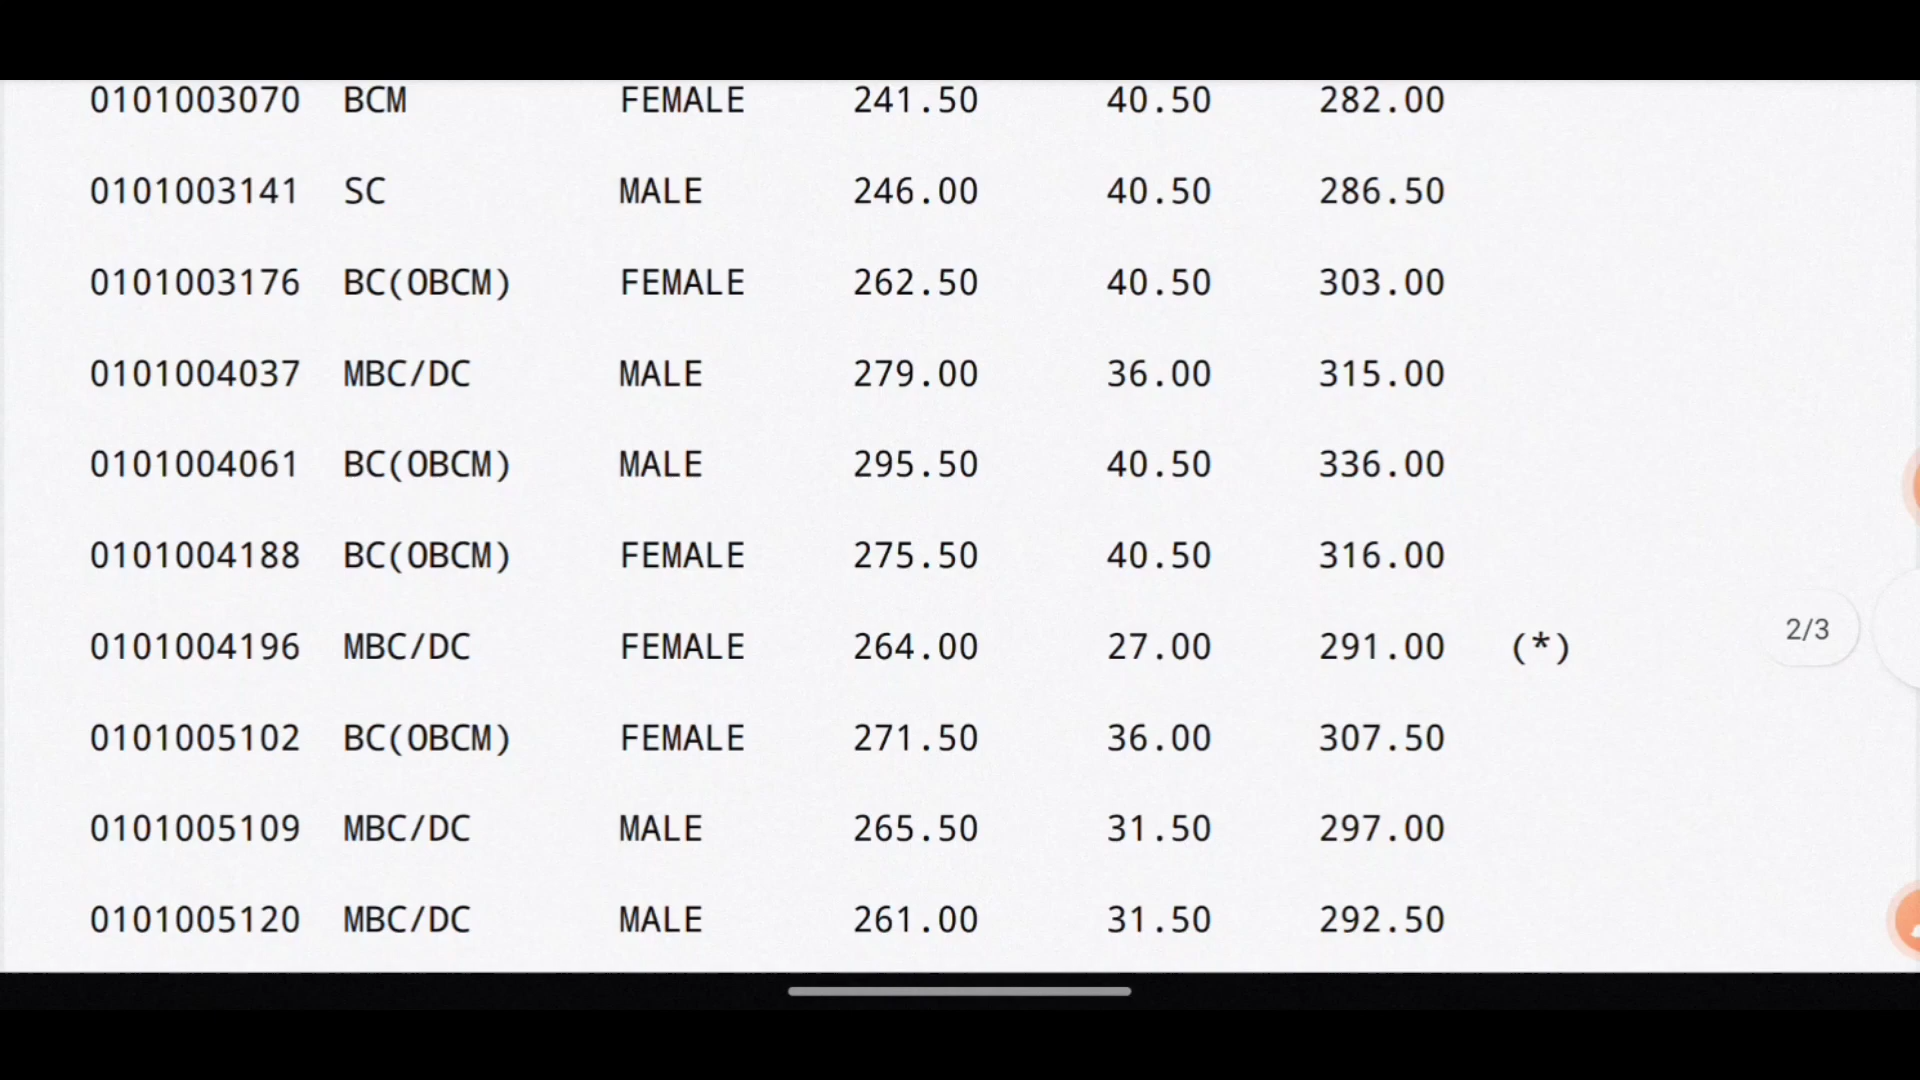 0101003070 BCM FEMALE 241.50 40.50 282.00
0101003141 SC MALE 246.00 40.50 286.50
0101003176 BC(OBCM) FEMALE 262.50 40.50 303.00
0101004037 MBC/DC MALE 279.00 36.00 315.00
0101004061 BC(OBCM) MALE 295.50 40.50 336.00
0101004188 BC(OBCM) FEMALE 275.50 40.50 316.00
0101004196 MBC/DC FEMALE 264.00 27.00 291.00 (*)
2/3
0101005102 BC(OBCM) FEMALE 271.50 36.00 307.50
0101005109 MBC/DC MALE 265.50 31.50 297.00
0101005120 MBC/DC MALE 261.00 31.50 292.50